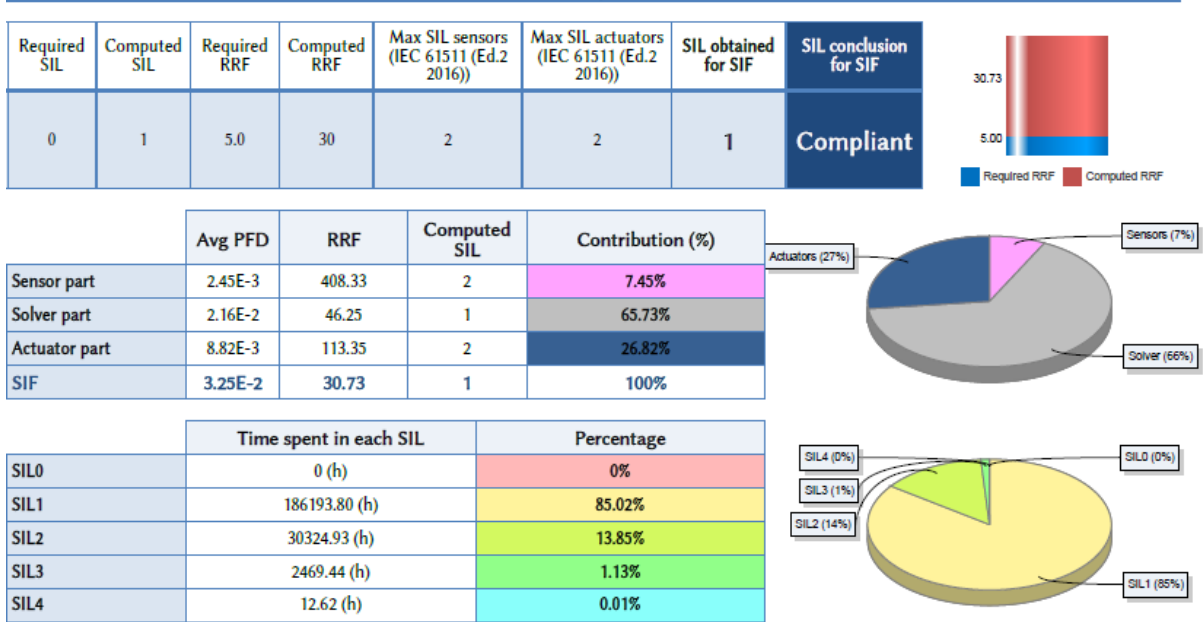 Required SIL
Computed SIL
Required RRF
Computed RRF
Max SIL sensors (IEC 61511 (Ed.2 2016))
Max SIL actuators (IEC 61511 (Ed.2 2016))
SIL obtained for SIF
SIL conclusion for SIF
0 1 5.0 30 2 2 1 Compliant
30.73
5.00
Required RRF Computed RRF
Avg PFD RRF Computed SIL Contribution (%)
Sensor part 2.45E-3 408.33 2 7.45%
Solver part 2.16E-2 46.25 1 65.73%
Actuator part 8.82E-3 113.35 2 26.82%
SIF 3.25E-2 30.73 1 100%
Sensors (7%)
Actuators (27%)
Solver (66%)
Time spent in each SIL Percentage
SIL0 0 (h) 0%
SIL1 186193.80 (h) 85.02%
SIL2 30324.93 (h) 13.85%
SIL3 2469.44 (h) 1.13%
SIL4 12.62 (h) 0.01%
SIL4 (0%)
SIL0 (0%)
SIL3 (1%)
SIL2 (14%)
SIL1 (85%)